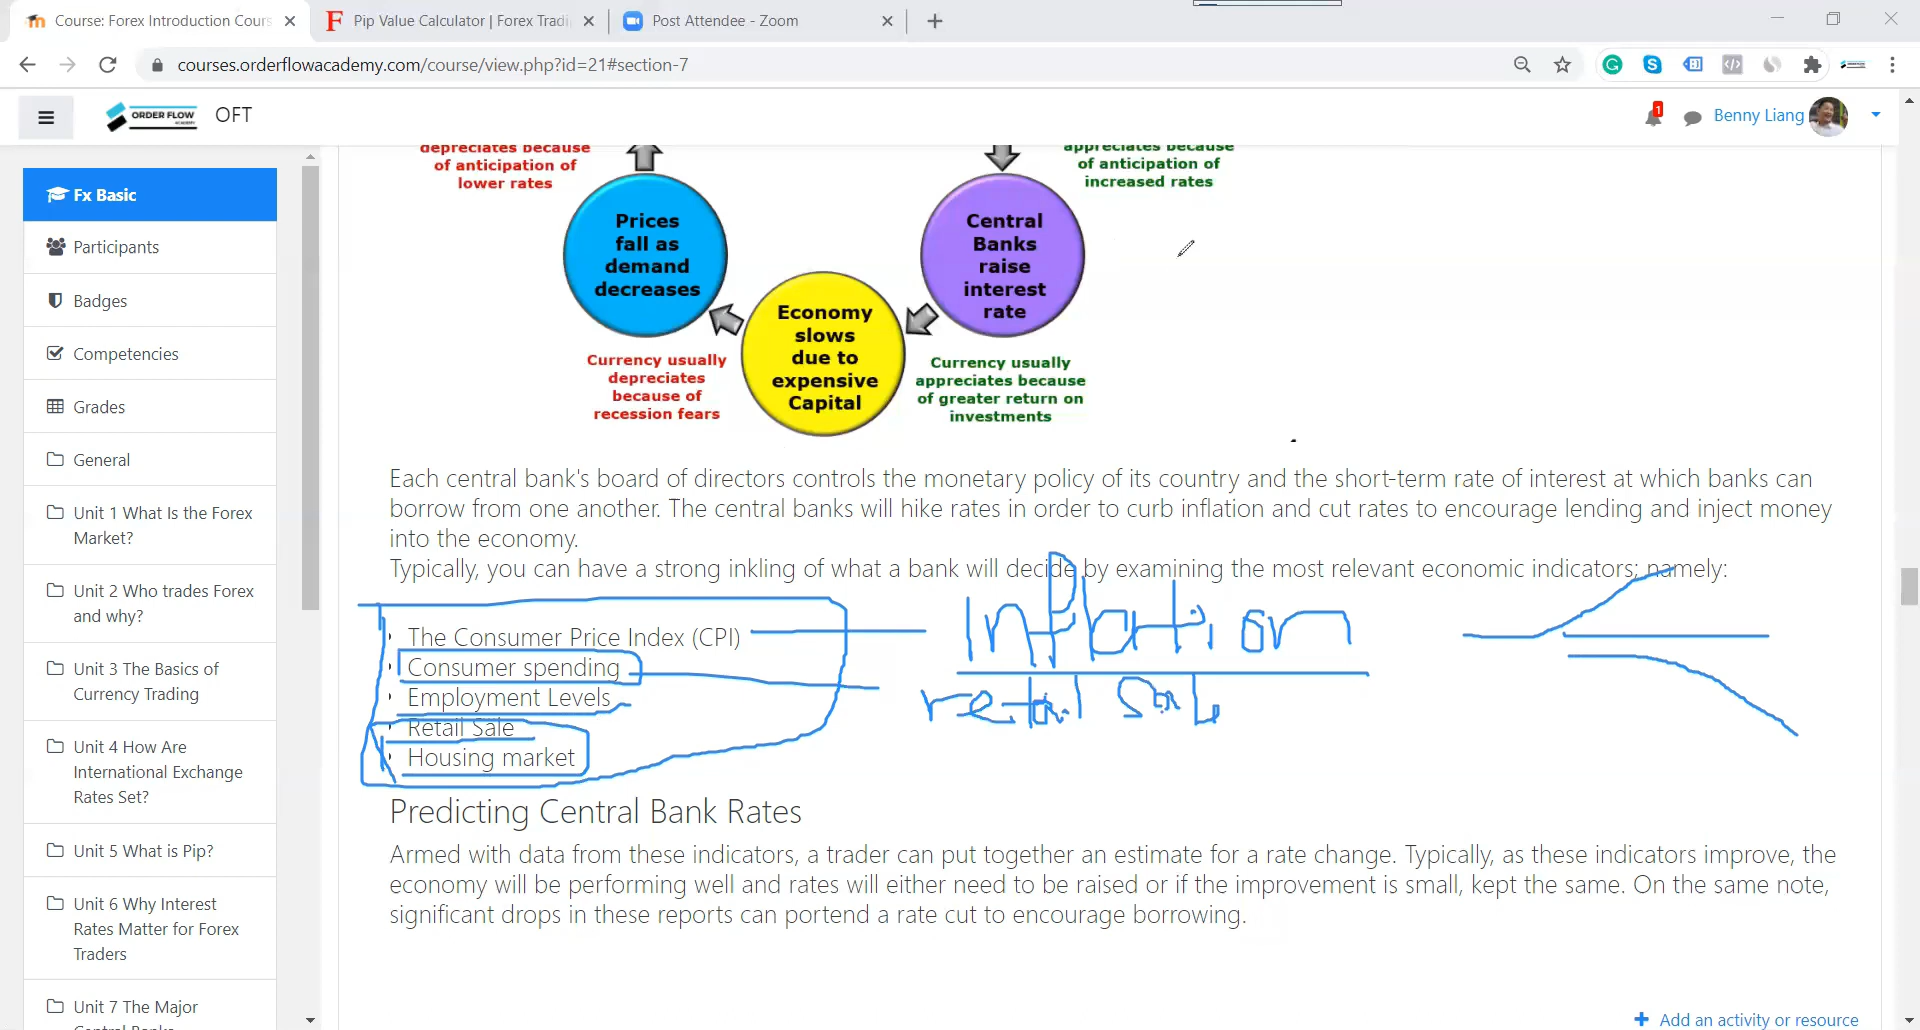 Course: Forex Introduction Cours
Pip Value Calculator | Forex Tradi
Post Attendee - Zoom
courses.orderflowacademy.com/course/view.php?id=21#section-7
ORDER FLOW
ACADEMY
OFT
1
Benny Liang
Fx Basic
Participants
Badges
Competencies
Grades
General
Unit 1 What Is the Forex
Market?
Unit 2 Who trades Forex
and why?
Unit 3 The Basics of
Currency Trading
Unit 4 How Are
International Exchange
Rates Set?
Unit 5 What is Pip?
Unit 6 Why Interest
Rates Matter for Forex
Traders
Unit 7 The Major
depreciates because
of anticipation of
lower rates
appreciates because
of anticipation of
increased rates
Prices
fall as
demand
decreases
Central
Banks
raise
interest
rate
Economy
slows
due to
expensive
Capital
Currency usually
depreciates
because of
recession fears
Currency usually
appreciates because
of greater return on
investments
Each central bank's board of directors controls the monetary policy of its country and the short-term rate of interest at which banks can
borrow from one another. The central banks will hike rates in order to curb inflation and cut rates to encourage lending and inject money
into the economy.
Typically, you can have a strong inkling of what a bank will decide by examining the most relevant economic indicators; namely:
The Consumer Price Index (CPI)
Consumer spending
Employment Levels
Retail Sale
Housing market
Inflation
retail Sale
Predicting Central Bank Rates
Armed with data from these indicators, a trader can put together an estimate for a rate change. Typically, as these indicators improve, the
economy will be performing well and rates will either need to be raised or if the improvement is small, kept the same. On the same note,
significant drops in these reports can portend a rate cut to encourage borrowing.
Add an activity or resource